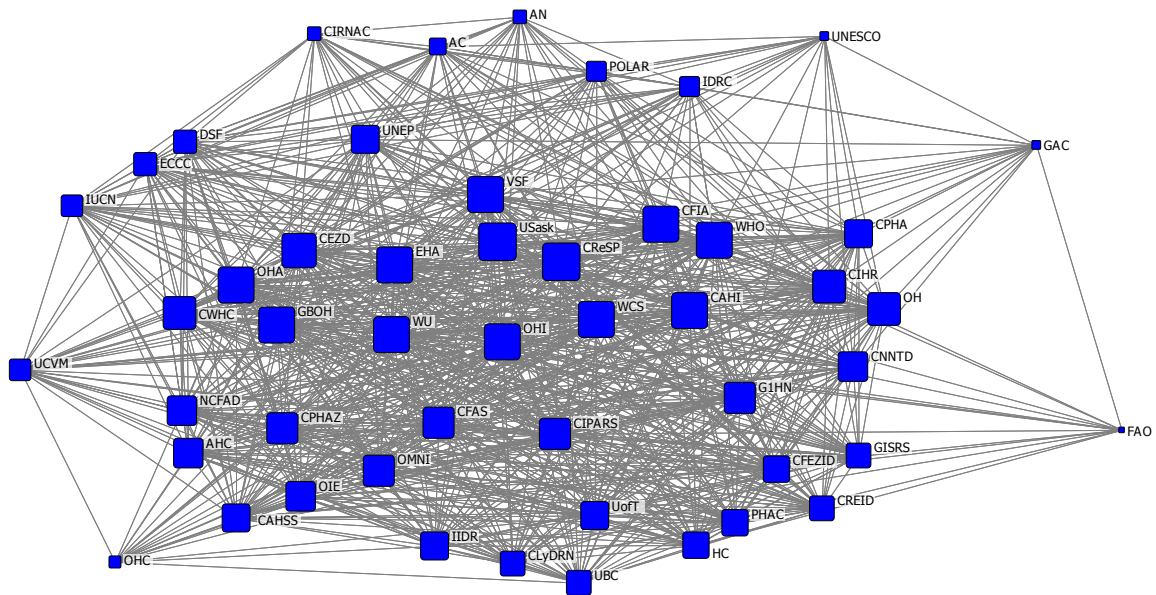 AN
CIRNAC
UNESCO
AC
POLAR
IDRC
UNEP
DSF
GAC
ECCC
VSF
IUCN
CFIA
WHO
CPHA
USask
CEZD
EHA
CReSP
OHA
CIHR
OH
CAHI
CWHC
GBOH
WCS
WU
OHI
UCVM
CNNTD
G1HN
NCFAD
CPHAZ
CFAS
CIPARS
FAO
AHC
GISRS
OMNI
CFEZID
OIE
CREID
CAHSS
UofT
PHAC
IIDR
HC
CLyDRN
OHC
UBC